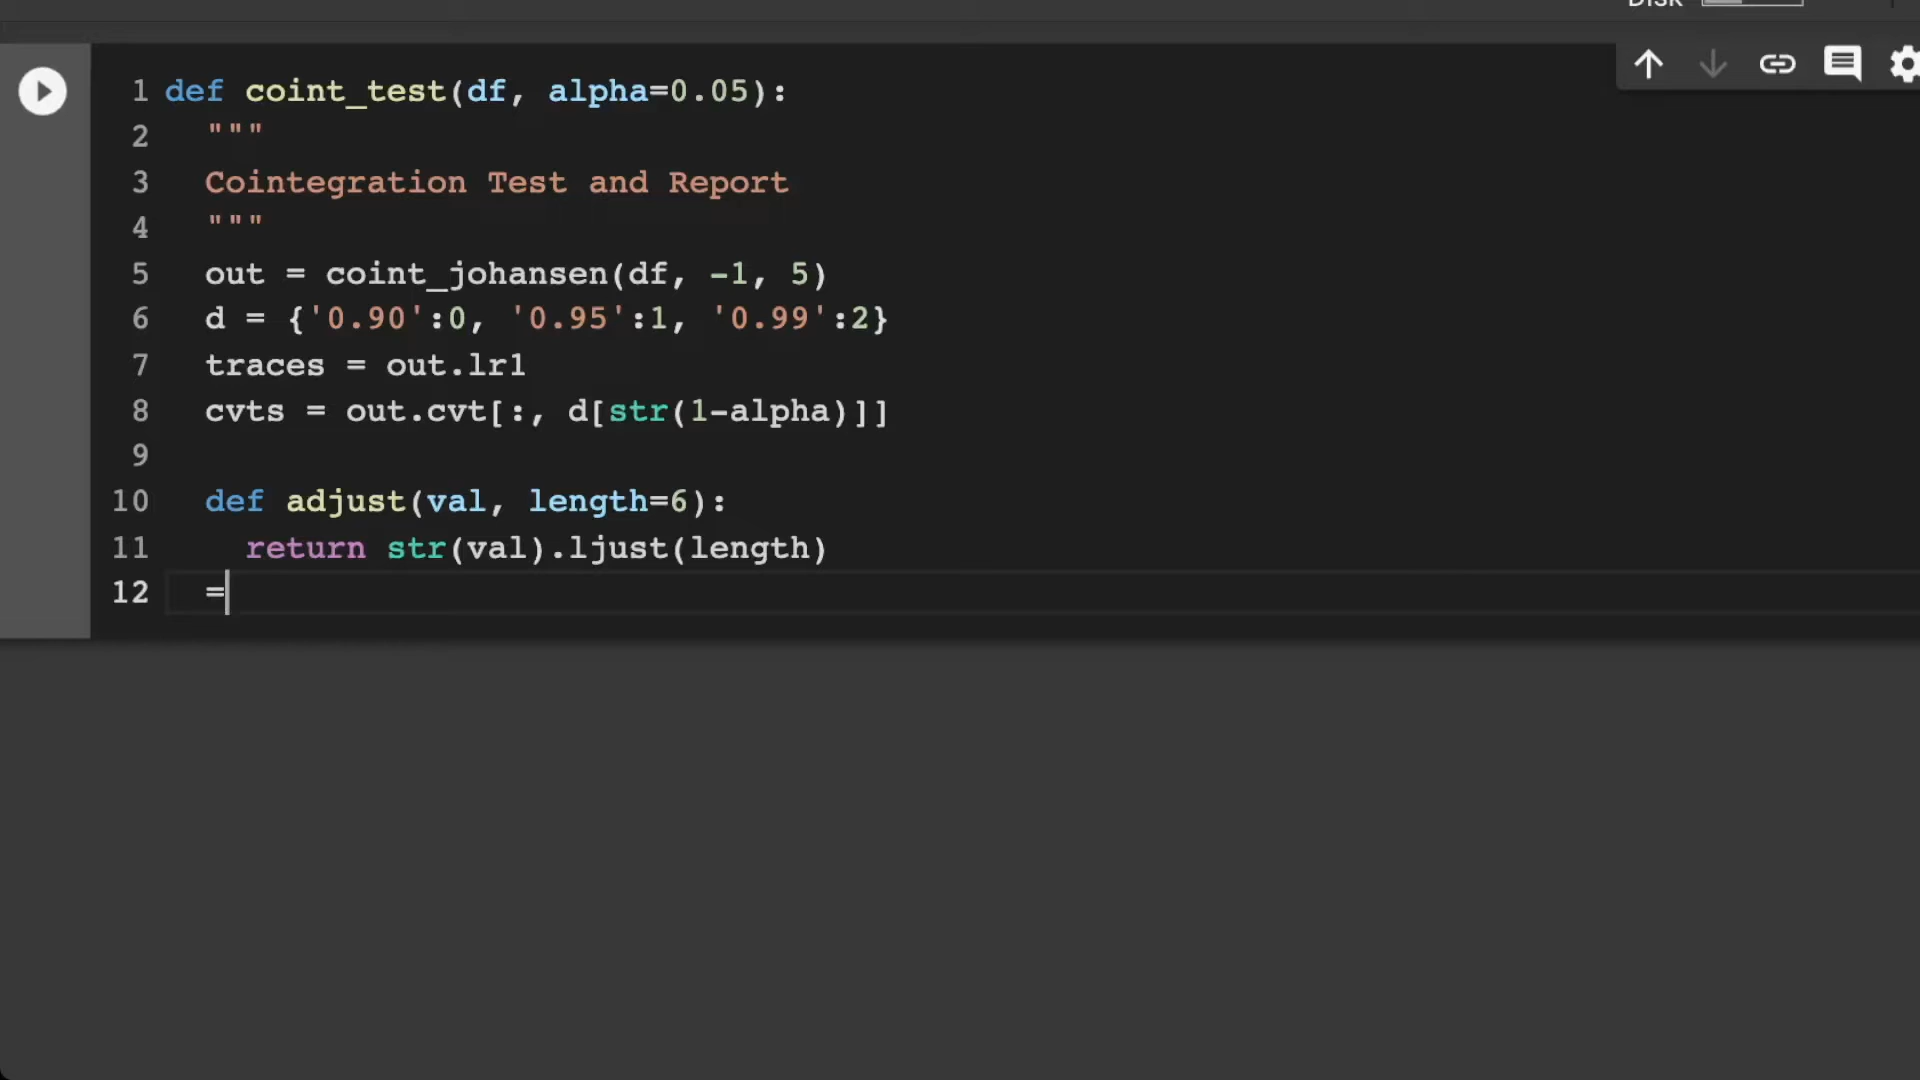 Disk
1 def coint_test(df, alpha=0.05):
2 """
3 Cointegration Test and Report
4 """
5 out = coint_johansen(df, -1, 5)
6 d = {'0.90':0, '0.95':1, '0.99':2}
7 traces = out.lr1
8 cvts = out.cvt[:, d[str(1-alpha)]]
9
10 def adjust(val, length=6):
11 return str(val).ljust(length)
12 =